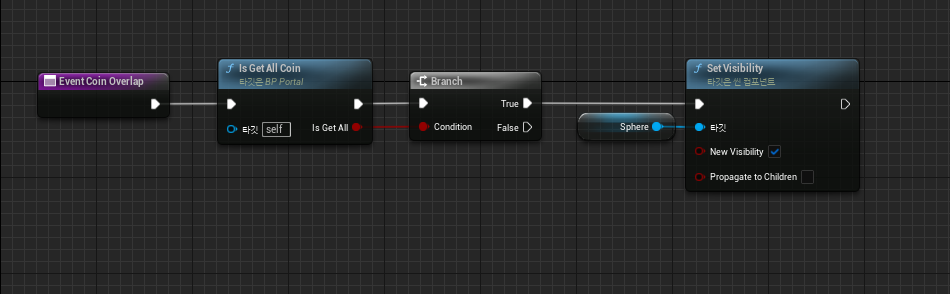 Event Coin Overlap
Is Get All Coin
타깃은 BP Portal
타깃 self
Is Get All
Branch
True
Condition
False
Sphere
Set Visibility
타깃은 씬 컴포넌트
타깃
New Visibility
Propagate to Children